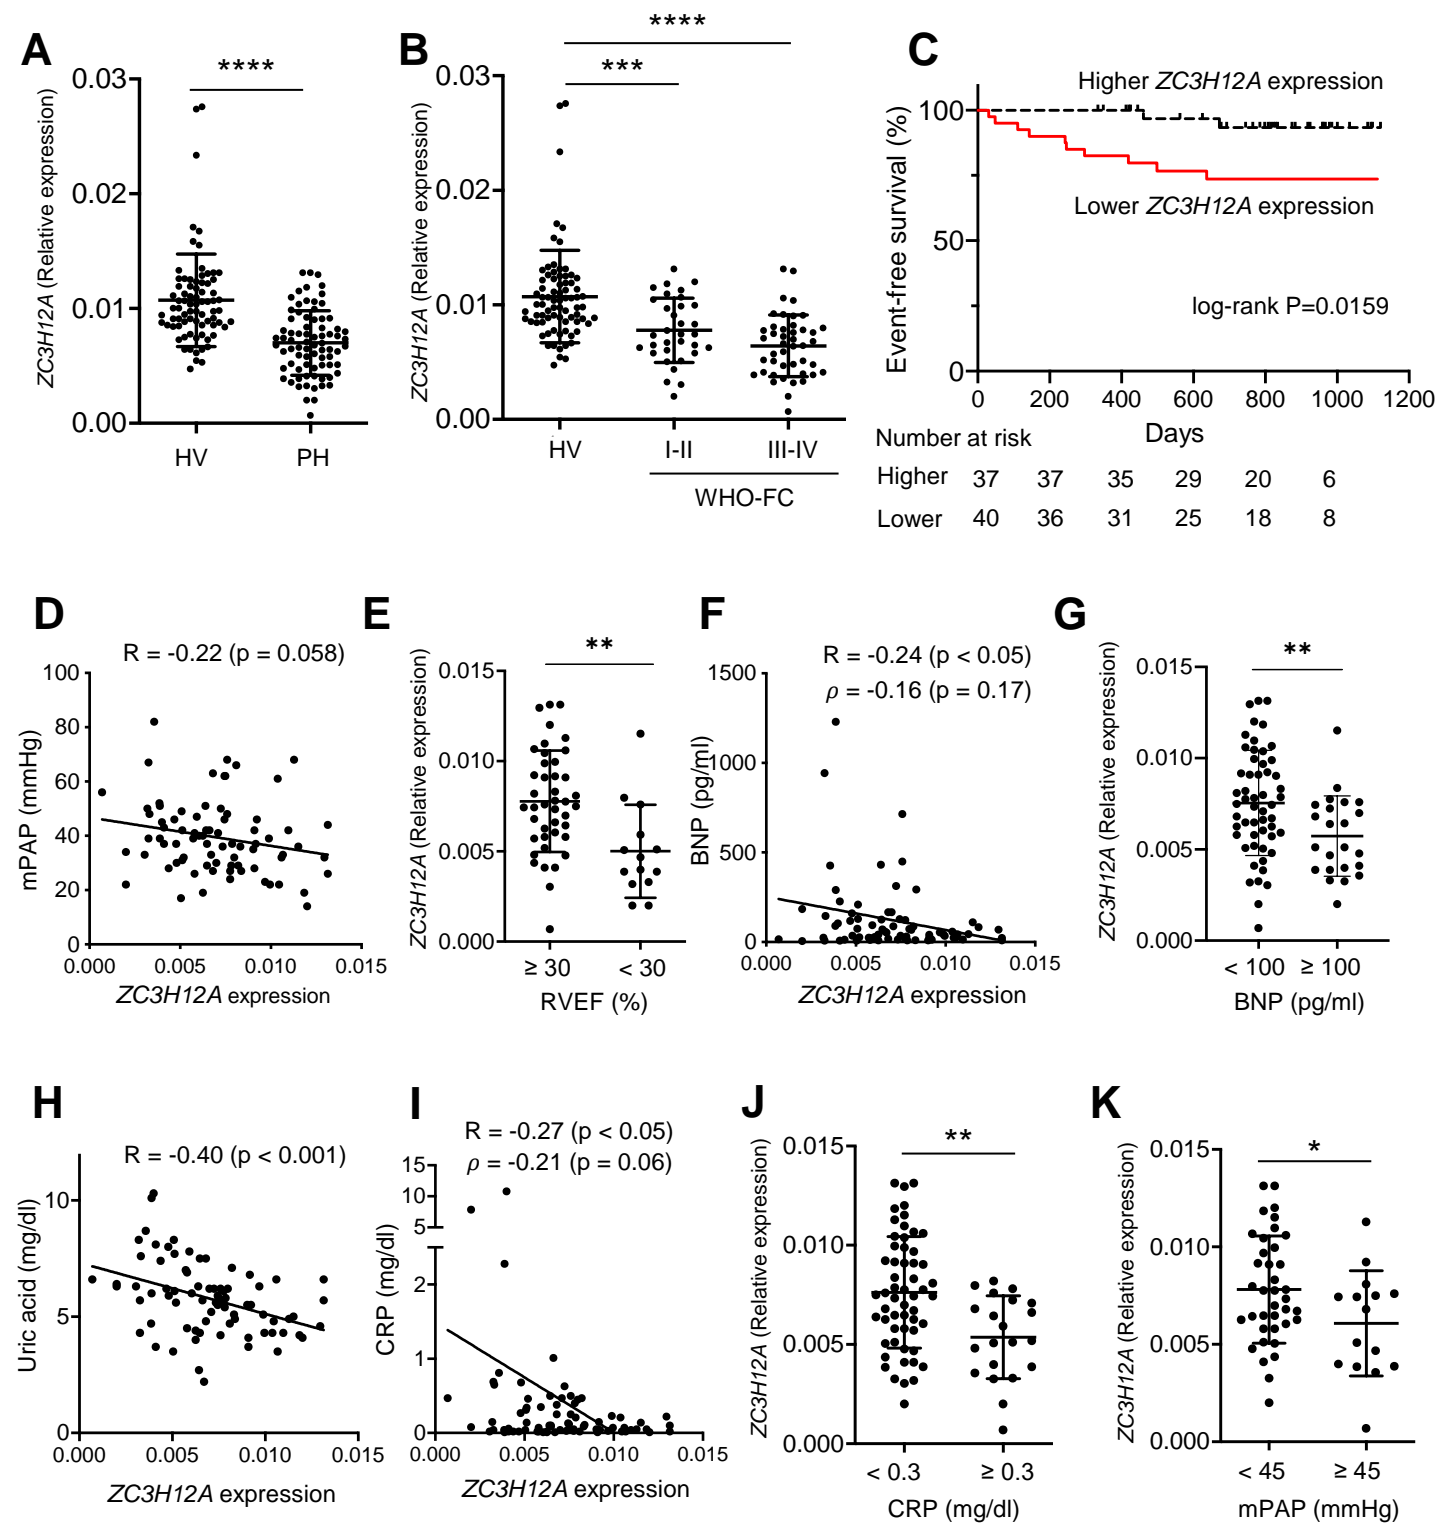 A
ZC3H12A (Relative expression)
0.03
0.02
0.01
0.00
****
HV
PH
B
ZC3H12A (Relative expression)
0.03
0.02
0.01
0.00
****
***
HV
I-II
III-IV
WHO-FC
C
Event-free survival (%)
100
50
0
Higher ZC3H12A expression
Lower ZC3H12A expression
log-rank P=0.0159
0 200 400 600 800 1000 1200
Number at risk
Days
Higher 37 37 35 29 20 6
Lower 40 36 31 25 18 8
D
R = -0.22 (p = 0.058)
mPAP (mmHg)
100
80
60
40
20
0
0.000 0.005 0.010 0.015
ZC3H12A expression
E
ZC3H12A (Relative expression)
0.015
0.010
0.005
0.000
**
≥ 30 < 30
RVEF (%)
F
R = -0.24 (p < 0.05)
ρ = -0.16 (p = 0.17)
BNP (pg/ml)
1500
1000
500
0
0.000 0.005 0.010 0.015
ZC3H12A expression
G
ZC3H12A (Relative expression)
0.015
0.010
0.005
0.000
**
< 100 ≥ 100
BNP (pg/ml)
H
R = -0.40 (p < 0.001)
Uric acid (mg/dl)
10
5
0
0.000 0.005 0.010 0.015
ZC3H12A expression
I
R = -0.27 (p < 0.05)
ρ = -0.21 (p = 0.06)
CRP (mg/dl)
15
10
5
2
1
0
0.000 0.005 0.010 0.015
ZC3H12A expression
J
ZC3H12A (Relative expression)
0.015
0.010
0.005
0.000
**
< 0.3 ≥ 0.3
CRP (mg/dl)
K
ZC3H12A (Relative expression)
0.015
0.010
0.005
0.000
*
< 45 ≥ 45
mPAP (mmHg)